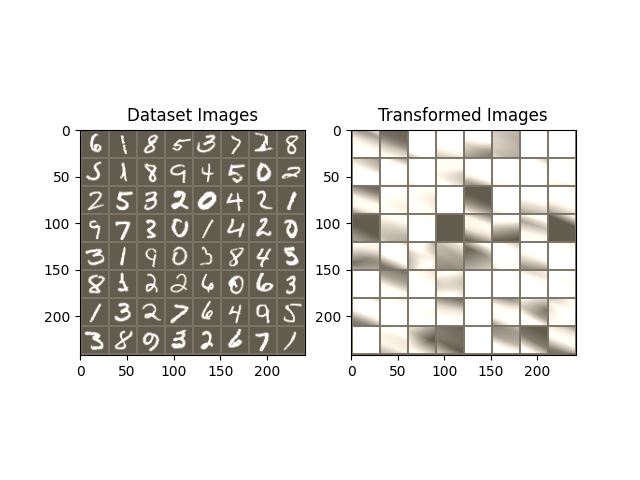 Dataset Images
Transformed Images
0
50
100
150
200
6 1 8 5 3 7 2 8
5 1 8 9 4 5 0 2
2 5 3 2 0 4 2 1
9 7 3 0 1 4 2 0
3 1 9 0 3 8 4 5
8 1 2 2 6 0 6 3
1 3 2 7 6 4 9 5
3 8 9 3 2 6 7 1
0 50 100 150 200
0
50
100
150
200
0 50 100 150 200